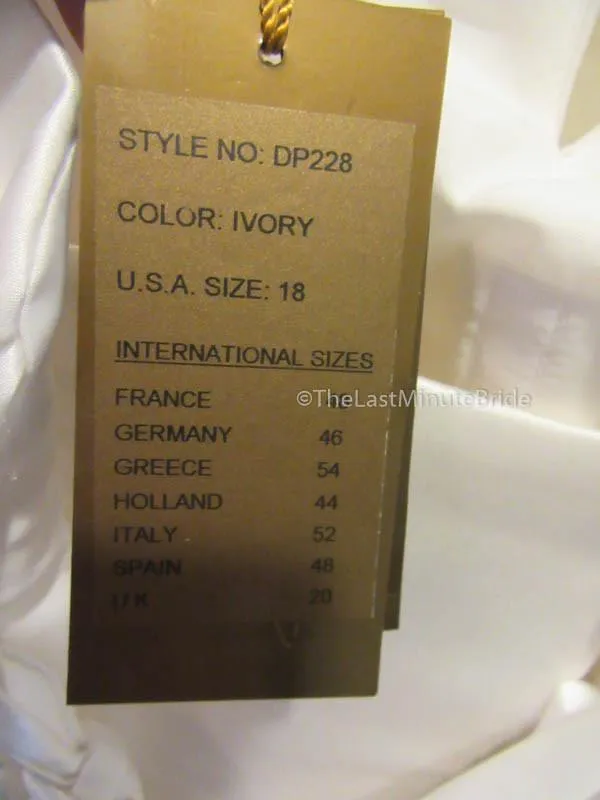 STYLE NO: DP228
COLOR: IVORY
U.S.A. SIZE: 18
INTERNATIONAL SIZES
FRANCE
©TheLastMinuteBride
GERMANY 46
GREECE 54
HOLLAND 44
ITALY 52
SPAIN 48
UK 20